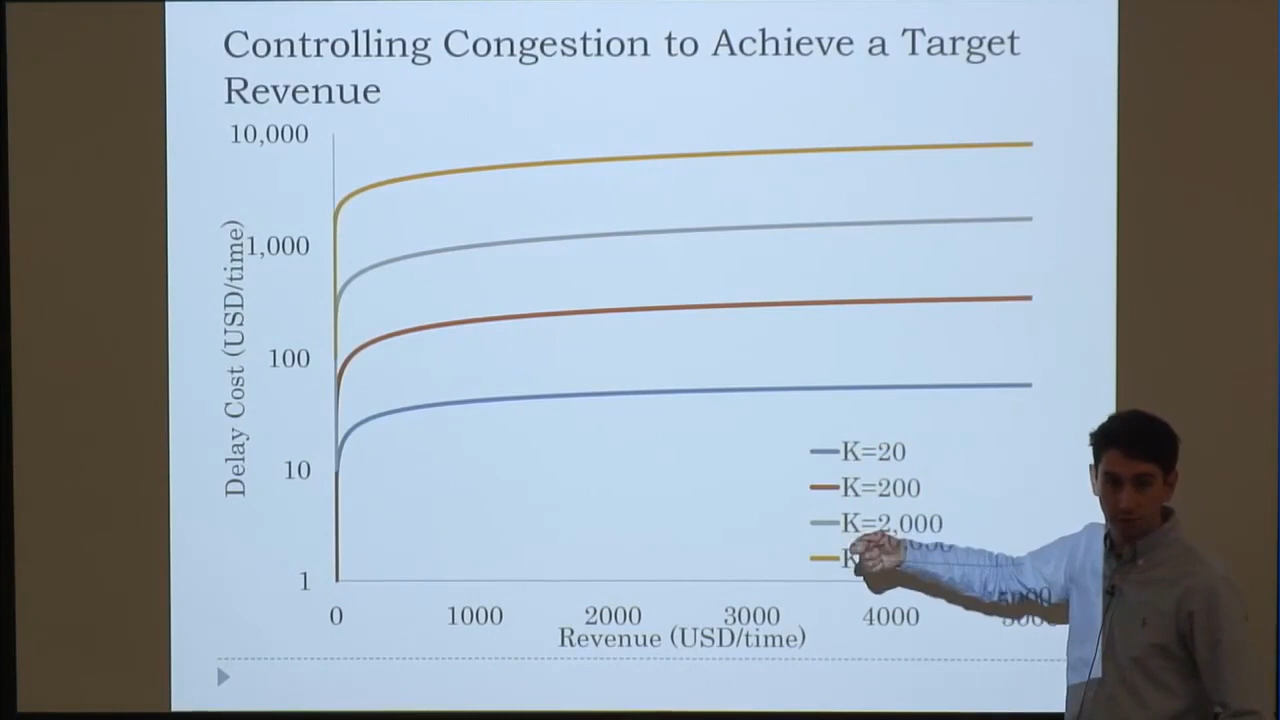 Controlling Congestion to Achieve a Target
Revenue
10,000
1,000
100
10
1
Delay Cost (USD/time)
0 1000 2000 3000 4000 5000
Revenue (USD/time)
K=20
K=200
K=2,000